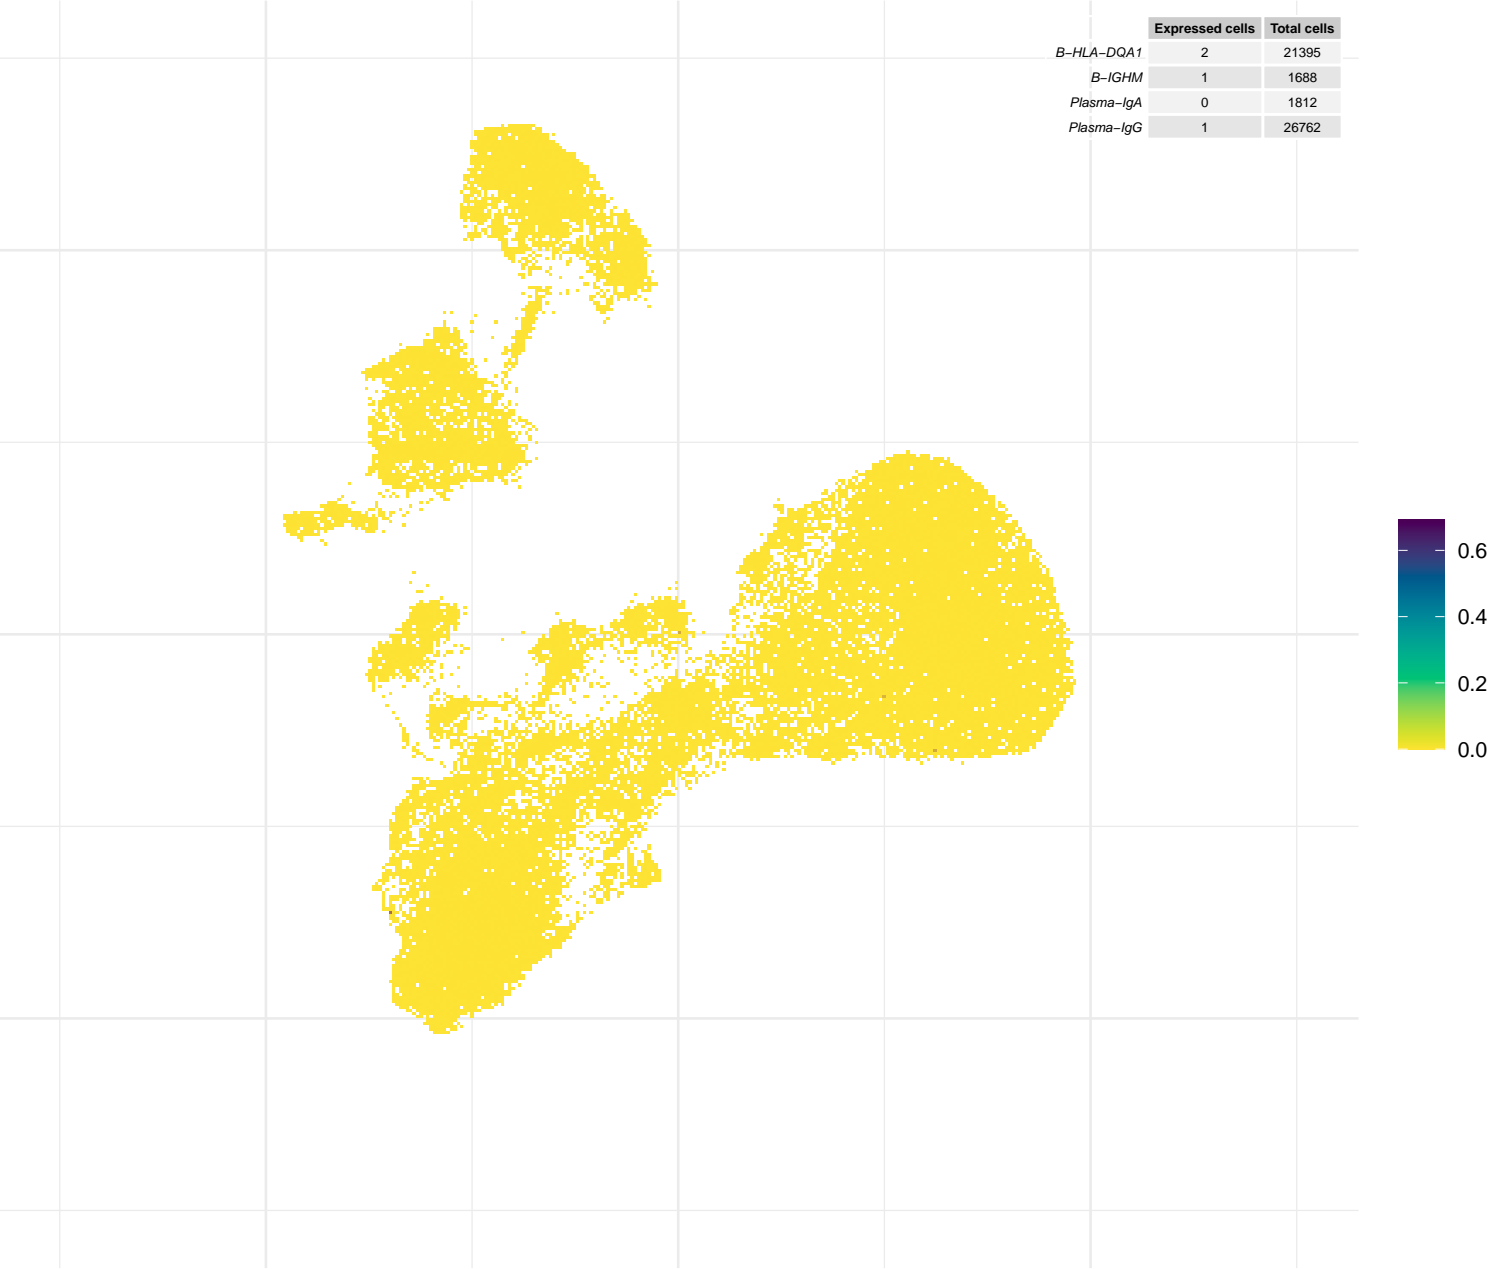 Expressed cells Total cells
B−HLA−DQA1 2 21395
B−IGHM 1 1688
Plasma−IgA 0 1812
Plasma−IgG 1 26762
0.6
0.4
0.2
0.0